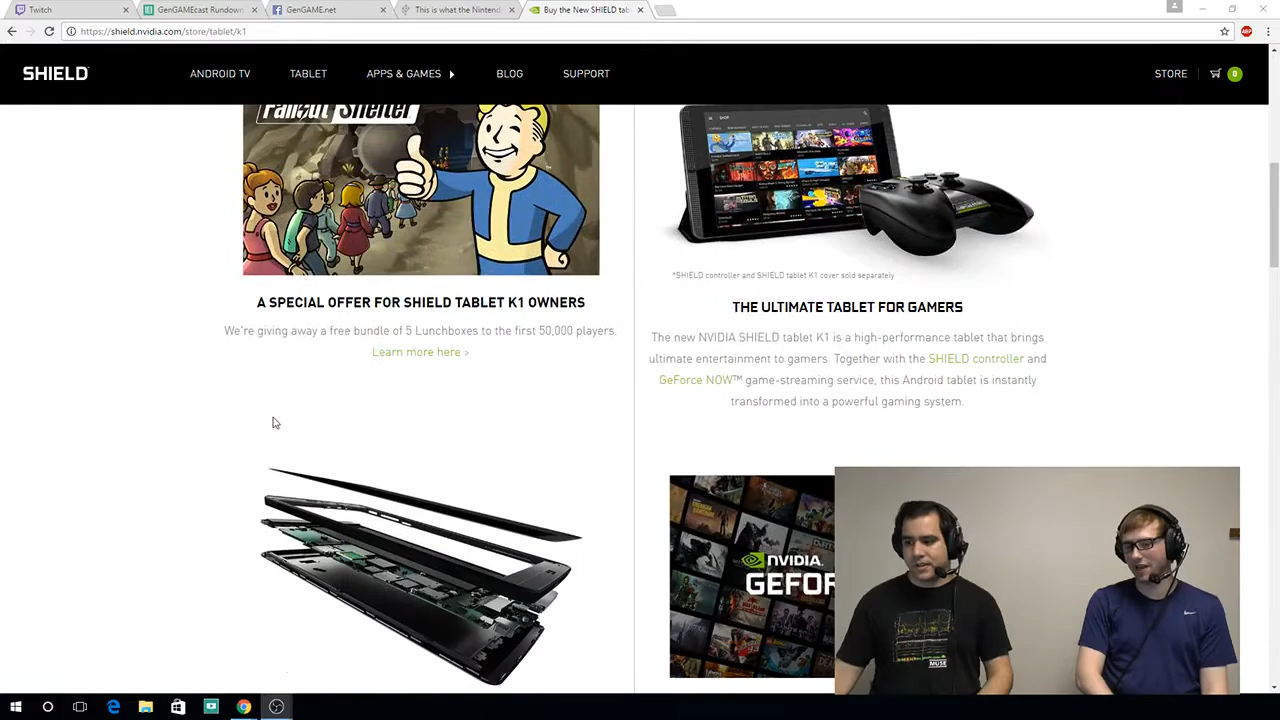 Twitch
GenGAMEcast Rundown
GenGAME.net
This is what the Nintend
Buy the New SHIELD tabl
https://shield.nvidia.com/store/tablet/k1
SHIELD
ANDROID TV
TABLET
APPS & GAMES
BLOG
SUPPORT
STORE
0
Fallout Shelter
SHOP
*SHIELD controller and SHIELD tablet K1 cover sold separately
A SPECIAL OFFER FOR SHIELD TABLET K1 OWNERS
We're giving away a free bundle of 5 Lunchboxes to the first 50,000 players.
Learn more here >
THE ULTIMATE TABLET FOR GAMERS
The new NVIDIA SHIELD tablet K1 is a high-performance tablet that brings
ultimate entertainment to gamers. Together with the SHIELD controller and
GeForce NOW™ game-streaming service, this Android tablet is instantly
transformed into a powerful gaming system.
NVIDIA.
GEFOR
MUSE